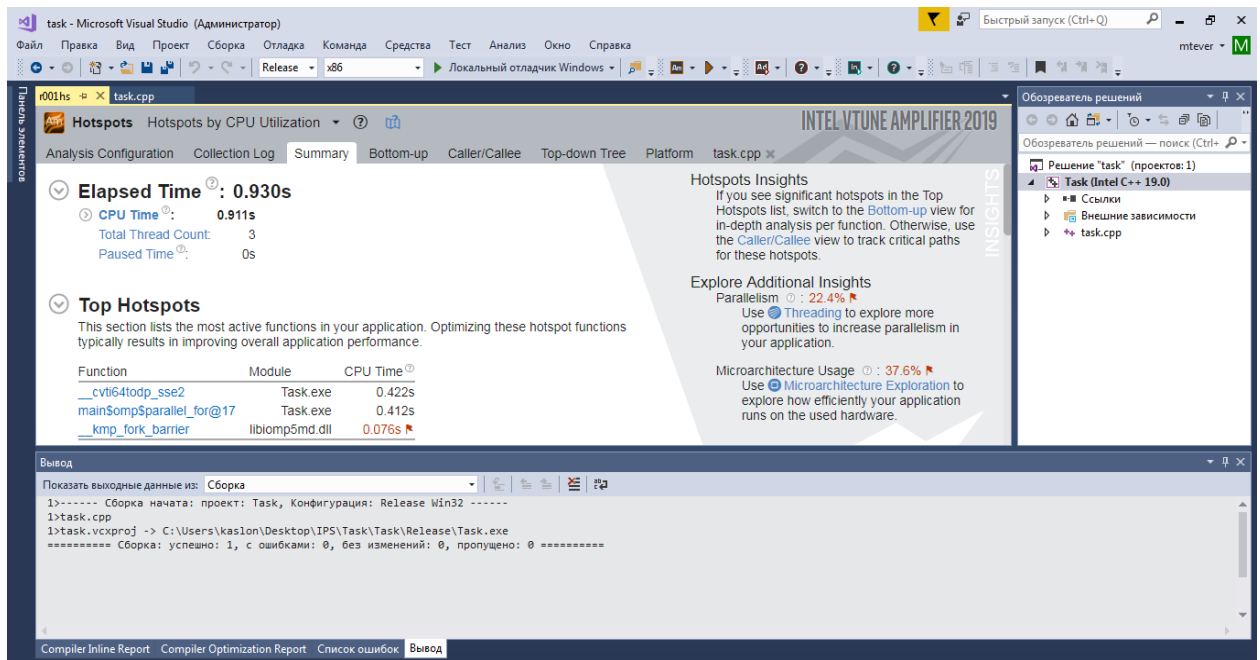 task - Microsoft Visual Studio (Администратор)
Быстрый запуск (Ctrl+Q)
Файл Правка Вид Проект Сборка Отладка Команда Средства Тест Анализ Окно Справка
mtever M
Release x86 Локальный отладчик Windows
Панель элементов
r001hs task.cpp
Hotspots Hotspots by CPU Utilization
INTEL VTUNE AMPLIFIER 2019
Analysis Configuration Collection Log Summary Bottom-up Caller/Callee Top-down Tree Platform task.cpp
Elapsed Time : 0.930s
CPU Time : 0.911s
Total Thread Count: 3
Paused Time : 0s
Top Hotspots
This section lists the most active functions in your application. Optimizing these hotspot functions
typically results in improving overall application performance.
Function Module CPU Time
__cvti64todp_sse2 Task.exe 0.422s
main$omp$parallel_for@17 Task.exe 0.412s
__kmp_fork_barrier libiomp5md.dll 0.076s
INSIGHTS
Hotspots Insights
If you see significant hotspots in the Top
Hotspots list, switch to the Bottom-up view for
in-depth analysis per function. Otherwise, use
the Caller/Callee view to track critical paths
for these hotspots.
Explore Additional Insights
Parallelism : 22.4%
Use Threading to explore more
opportunities to increase parallelism in
your application.
Microarchitecture Usage : 37.6%
Use Microarchitecture Exploration to
explore how efficiently your application
runs on the used hardware.
Обозреватель решений
Обозреватель решений — поиск (Ctrl+
Решение "task" (проектов: 1)
Task (Intel C++ 19.0)
Ссылки
Внешние зависимости
task.cpp
Вывод
Показать выходные данные из: Сборка
1>------ Сборка начата: проект: Task, Конфигурация: Release Win32 ------
1>task.cpp
1>task.vcxproj -> C:\Users\kaslon\Desktop\IPS\Task\Task\Release\Task.exe
========== Сборка: успешно: 1, с ошибками: 0, без изменений: 0, пропущено: 0 ==========
Compiler Inline Report Compiler Optimization Report Список ошибок Вывод